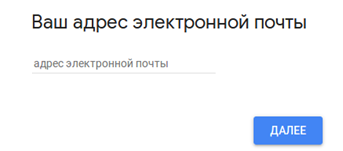 Ваш адрес электронной почты
адрес электронной почты
ДАЛЕЕ